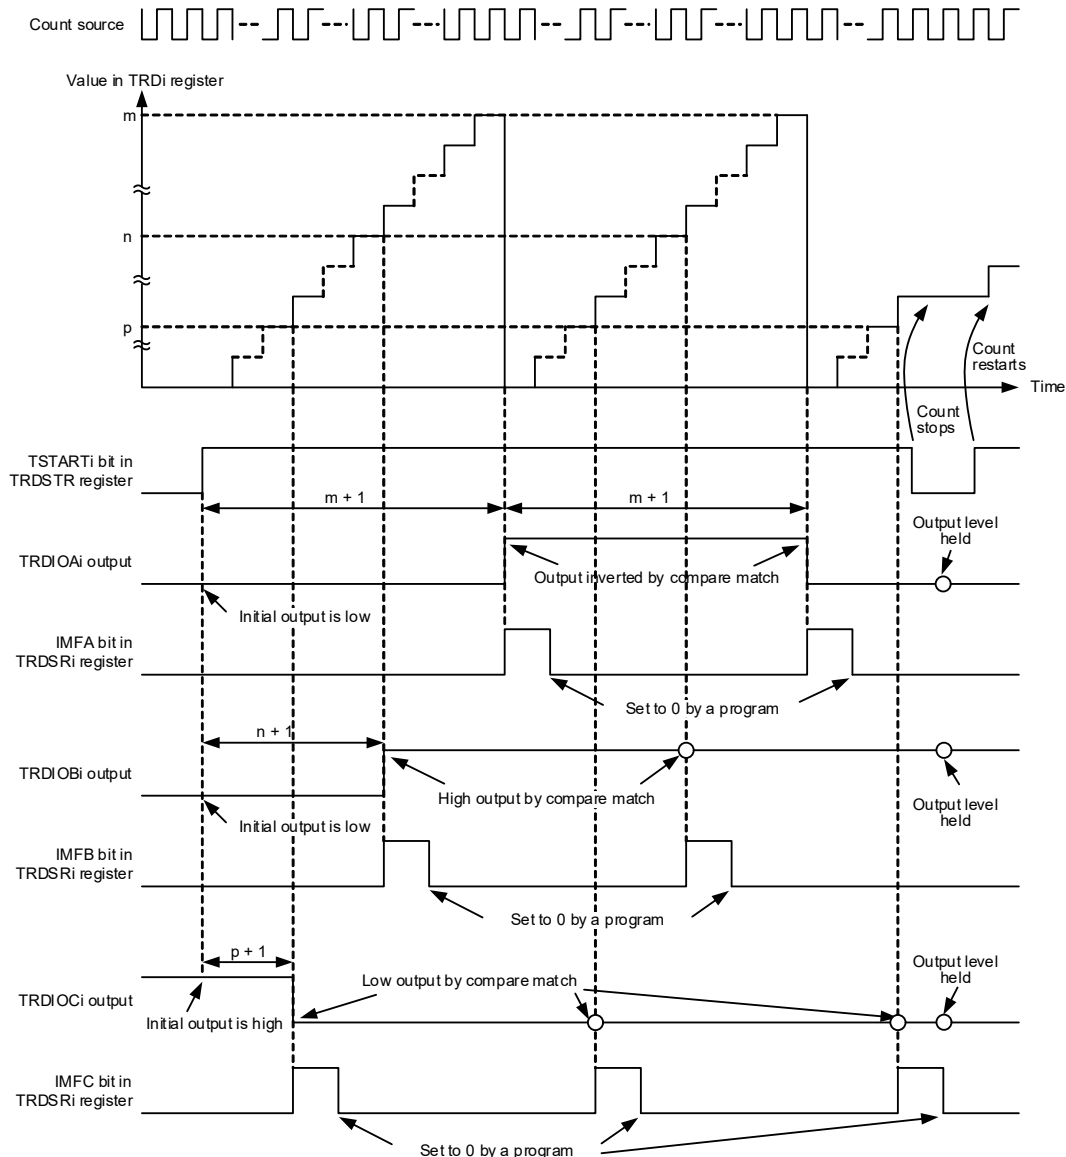 Count source
Value in TRDi register
m
n
p
Count
restarts
Time
Count
stops
TSTARTi bit in
TRDSTR register
m + 1
m + 1
Output level
held
TRDIOAi output
Output inverted by compare match
Initial output is low
IMFA bit in
TRDSRi register
Set to 0 by a program
n + 1
TRDIOBi output
High output by compare match
Output level
held
Initial output is low
IMFB bit in
TRDSRi register
Set to 0 by a program
p + 1
Output level
held
Low output by compare match
TRDIOCi output
Initial output is high
IMFC bit in
TRDSRi register
Set to 0 by a program